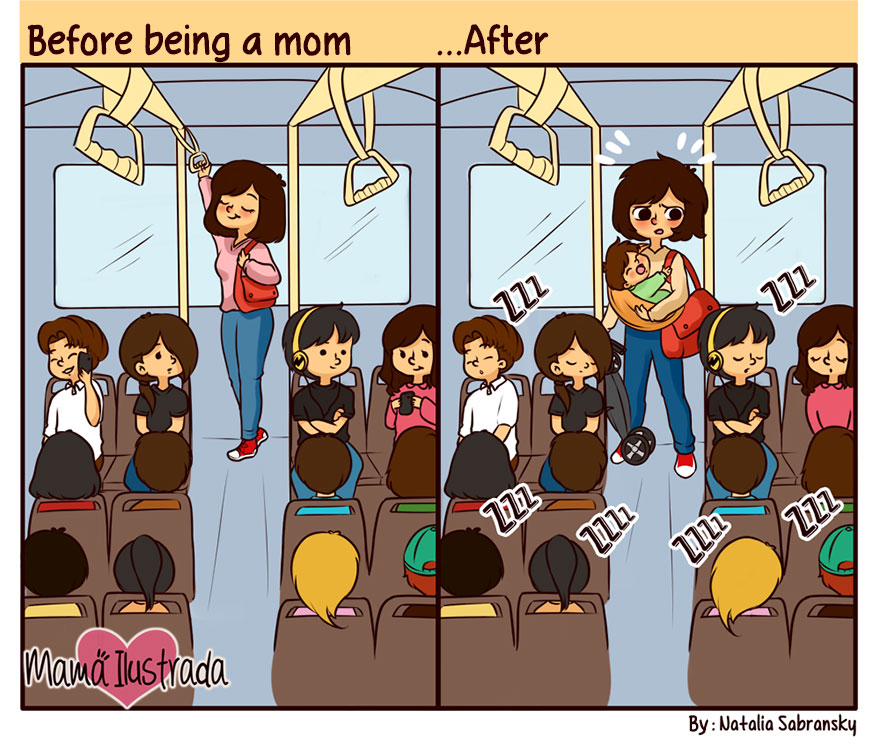 Before being a mom
...After
zzz
zzz
zzz
zzzz
zzzz
zzz
Mamá Ilustrada
By: Natalia Sabransky